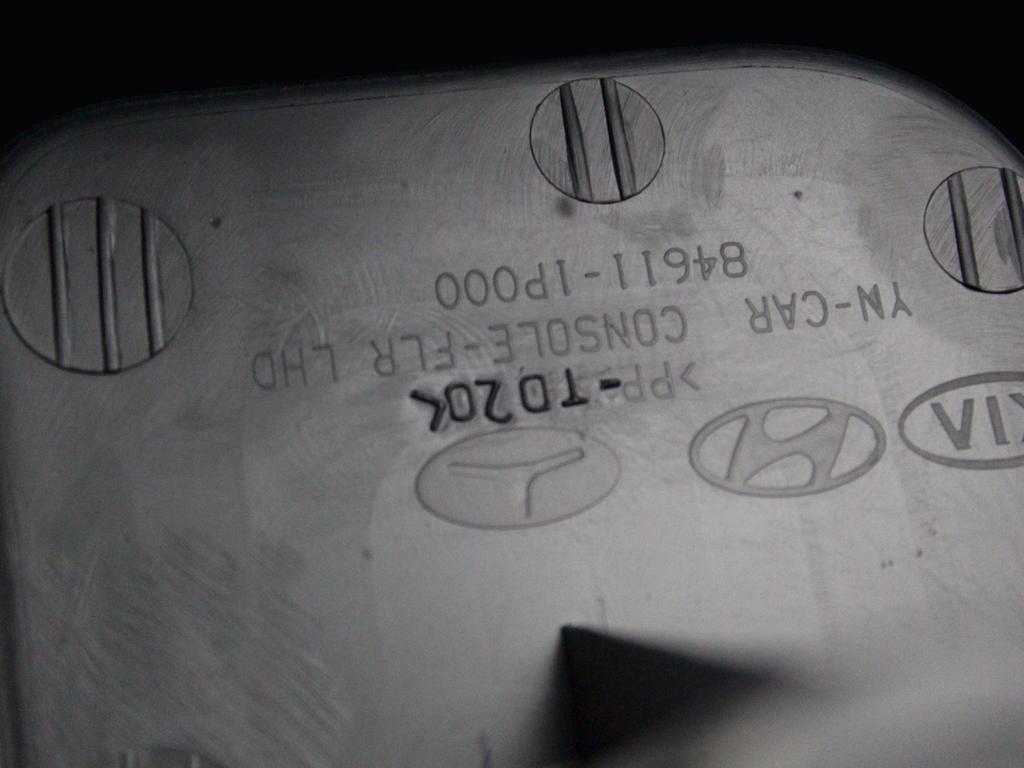 KIA
>PP-TD20<
YN-CAR CONSOLE-FLR LHD
84611-1P000